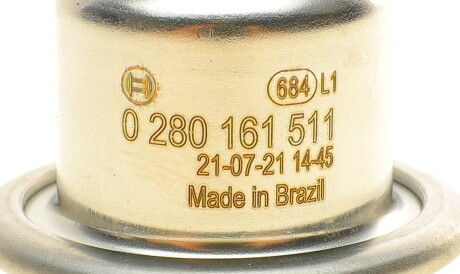 684 L1
0 280 161 511
21-07-21 14-45
Made in Brazil